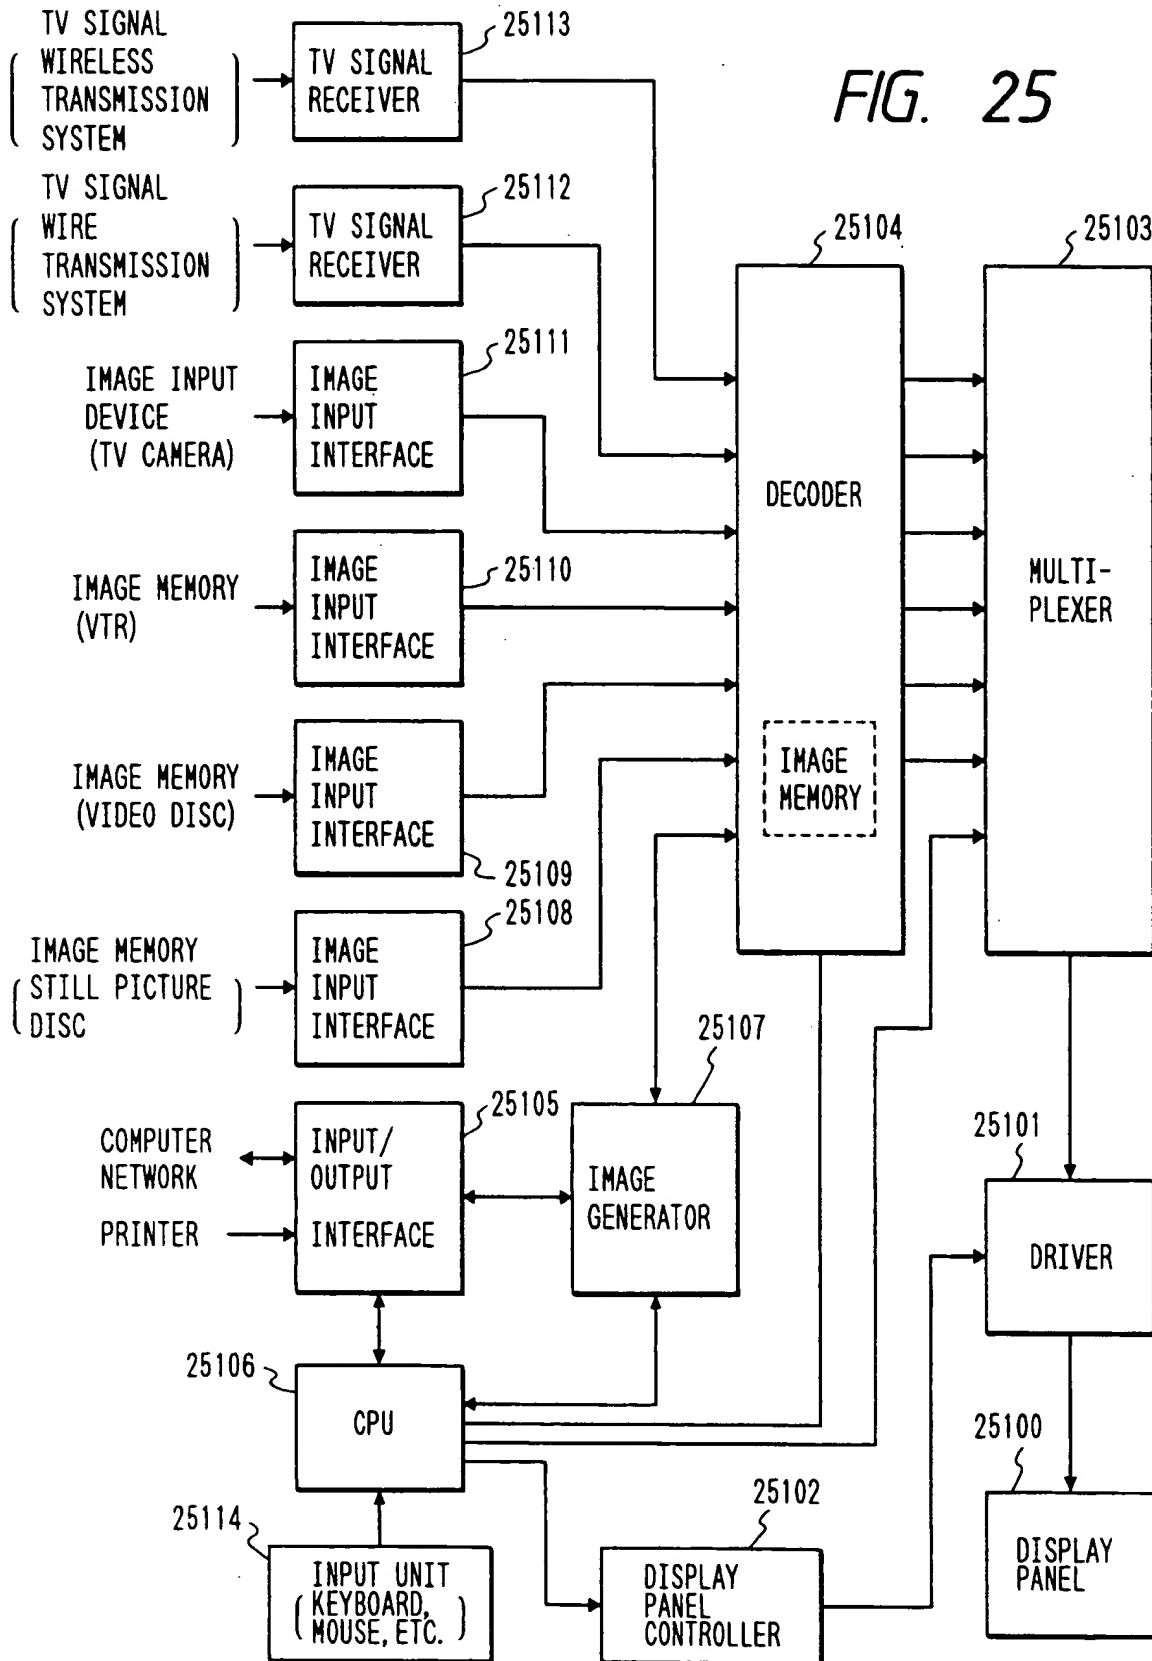 FIG. 25
TV SIGNAL
WIRELESS
TRANSMISSION
SYSTEM
TV SIGNAL
RECEIVER
25113
TV SIGNAL
WIRE
TRANSMISSION
SYSTEM
TV SIGNAL
RECEIVER
25112
IMAGE INPUT
DEVICE
(TV CAMERA)
IMAGE
INPUT
INTERFACE
25111
IMAGE MEMORY
(VTR)
IMAGE
INPUT
INTERFACE
25110
IMAGE MEMORY
(VIDEO DISC)
IMAGE
INPUT
INTERFACE
25109
IMAGE MEMORY
(STILL PICTURE
DISC)
IMAGE
INPUT
INTERFACE
25108
25104
DECODER
IMAGE
MEMORY
25103
MULTI-
PLEXER
COMPUTER
NETWORK
PRINTER
INPUT/
OUTPUT
INTERFACE
25105
25107
IMAGE
GENERATOR
25101
DRIVER
25106
CPU
25100
DISPLAY
PANEL
25114
INPUT UNIT
(KEYBOARD,
MOUSE, ETC.)
25102
DISPLAY
PANEL
CONTROLLER